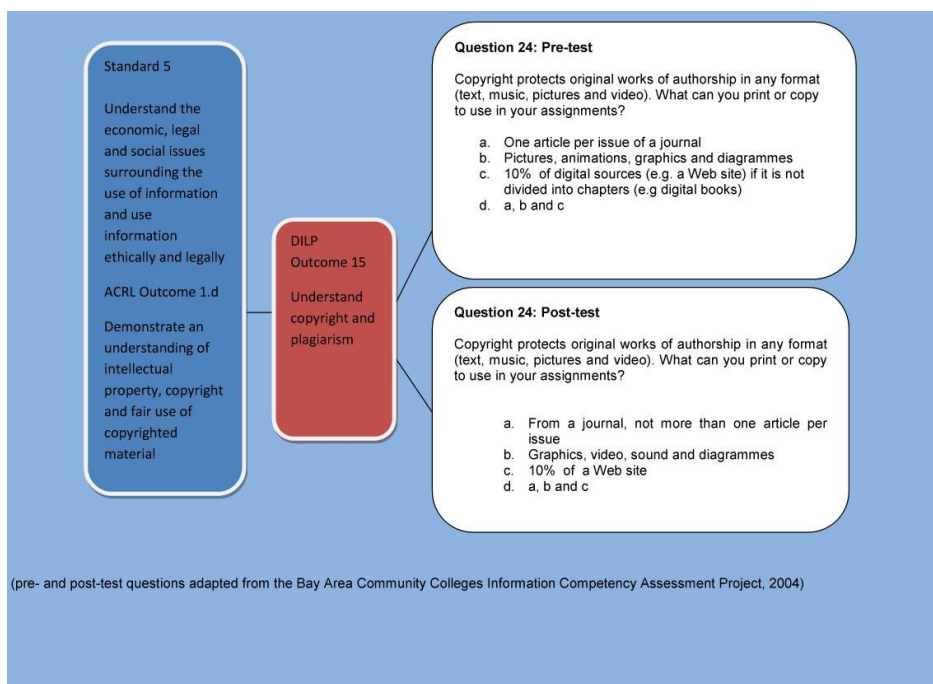 Standard 5
Understand the
economic, legal
and social issues
surrounding the
use of information
and use
information
ethically and legally
ACRL Outcome 1.d
Demonstrate an
understanding of
intellectual
property, copyright
and fair use of
copyrighted
material
DILP
Outcome 15
Understand
copyright and
plagiarism
Question 24: Pre-test
Copyright protects original works of authorship in any format
(text, music, pictures and video). What can you print or copy
to use in your assignments?
a. One article per issue of a journal
b. Pictures, animations, graphics and diagrammes
c. 10% of digital sources (e.g. a Web site) if it is not
divided into chapters (e.g digital books)
d. a, b and c
Question 24: Post-test
Copyright protects original works of authorship in any format
(text, music, pictures and video). What can you print or copy
to use in your assignments?
a. From a journal, not more than one article per
issue
b. Graphics, video, sound and diagrammes
c. 10% of a Web site
d. a, b and c
(pre- and post-test questions adapted from the Bay Area Community Colleges Information Competency Assessment Project, 2004)